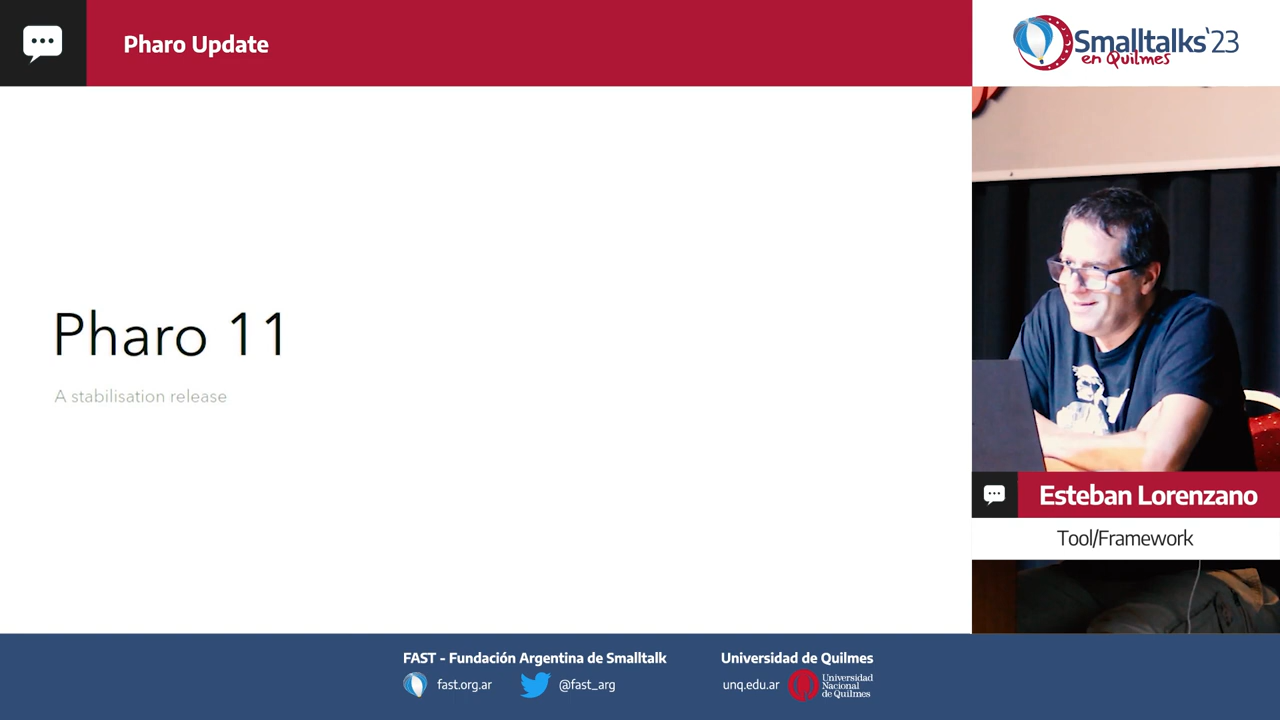 Pharo Update
Smalltalks'23
en Quilmes
Pharo 11
A stabilisation release
Esteban Lorenzano
Tool/Framework
FAST - Fundación Argentina de Smalltalk
fast.org.ar
@fast_arg
Universidad de Quilmes
unq.edu.ar
Universidad
Nacional
de Quilmes